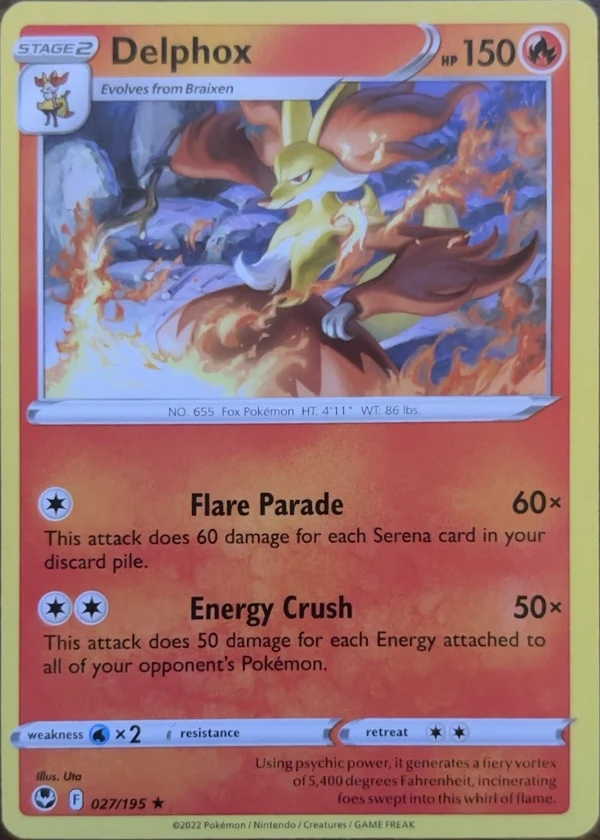 STAGE 2 Delphox HP 150
Evolves from Braixen
NO. 655 Fox Pokémon HT. 4'11" WT. 86 lbs.
Flare Parade 60×
This attack does 60 damage for each Serena card in your
discard pile.
Energy Crush 50×
This attack does 50 damage for each Energy attached to
all of your opponent's Pokémon.
weakness ×2 resistance retreat
Using psychic power, it generates a fiery vortex
of 5,400 degrees Fahrenheit, incinerating
foes swept into this whirl of flame.
Illus. Uta
F 027/195 ★
©2022 Pokémon / Nintendo / Creatures / GAME FREAK